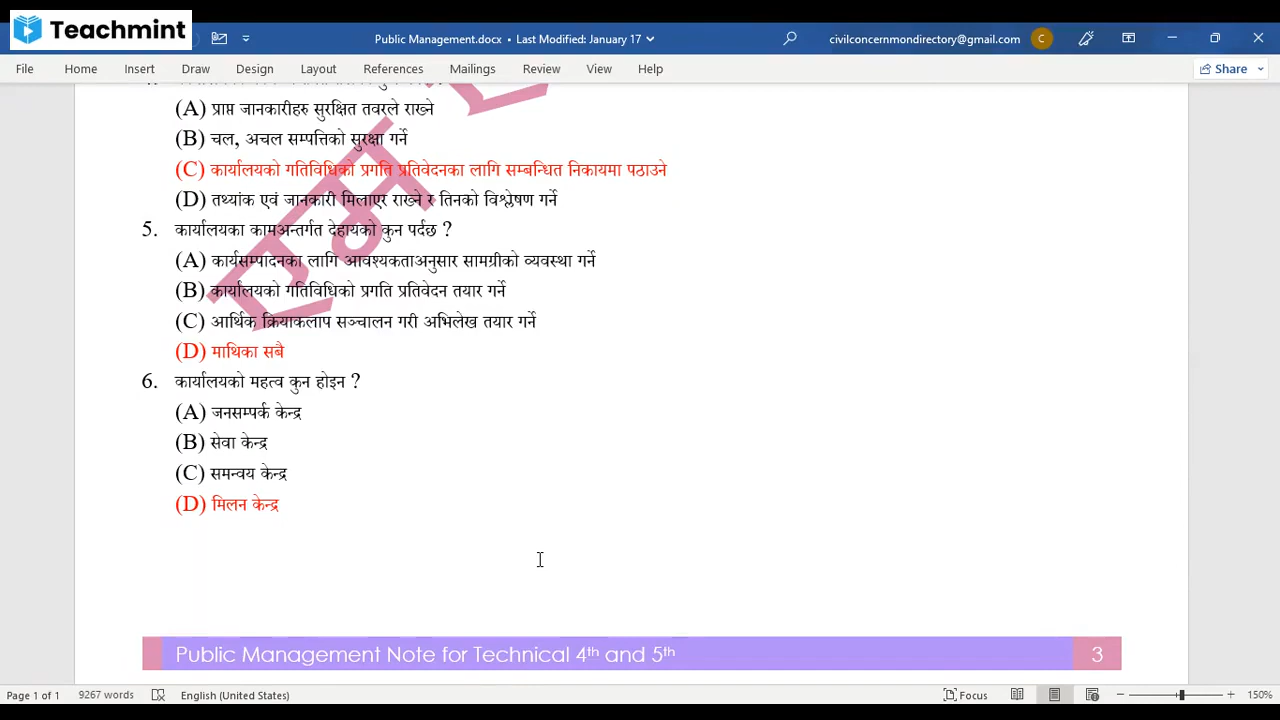 Teachmint
Public Management.docx • Last Modified: January 17
civilconcernmondirectory@gmail.com C
File Home Insert Draw Design Layout References Mailings Review View Help Share
(A) प्राप्त जानकारीहरु सुरक्षित तवरले राख्ने
(B) चल, अचल सम्पत्तिको सुरक्षा गर्ने
(C) कार्यालयको गतिविधिको प्रगति प्रतिवेदनका लागि सम्बन्धित निकायमा पठाउने
(D) तथ्यांक एवं जानकारी मिलाएर राख्ने र तिनको विश्लेषण गर्ने
5. कार्यालयका कामअन्तर्गत देहायको कुन पर्दछ ?
(A) कार्यसम्पादनका लागि आवश्यकताअनुसार सामग्रीको व्यवस्था गर्ने
(B) कार्यालयको गतिविधिको प्रगति प्रतिवेदन तयार गर्ने
(C) आर्थिक क्रियाकलाप सञ्चालन गरी अभिलेख तयार गर्ने
(D) माथिका सबै
6. कार्यालयको महत्व कुन होइन ?
(A) जनसम्पर्क केन्द्र
(B) सेवा केन्द्र
(C) समन्वय केन्द्र
(D) मिलन केन्द्र
Public Management Note for Technical 4th and 5th 3
Page 1 of 1 9267 words English (United States) Focus 150%